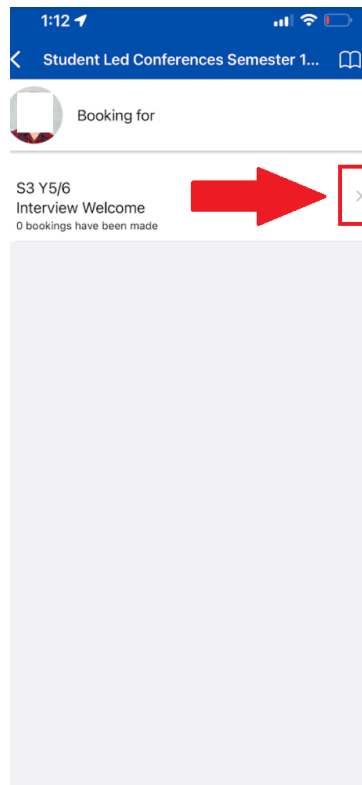 1:12
Student Led Conferences Semester 1...
Booking for
S3 Y5/6
Interview Welcome
0 bookings have been made